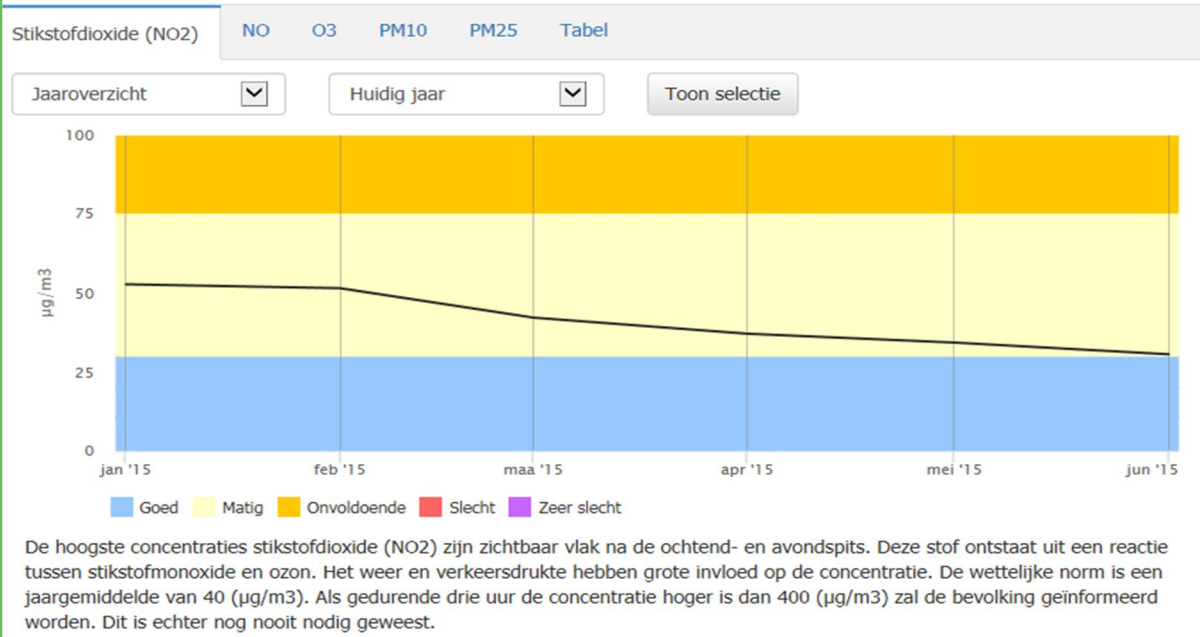 Stikstofdioxide (NO2) NO O3 PM10 PM25 Tabel
Jaaroverzicht Huidig jaar Toon selectie
100
75
50
25
0
µg/m3
jan '15 feb '15 maa '15 apr '15 mei '15 jun '15
Goed Matig Onvoldoende Slecht Zeer slecht
De hoogste concentraties stikstofdioxide (NO2) zijn zichtbaar vlak na de ochtend- en avondspits. Deze stof ontstaat uit een reactie
tussen stikstofmonoxide en ozon. Het weer en verkeersdrukte hebben grote invloed op de concentratie. De wettelijke norm is een
jaargemiddelde van 40 (µg/m3). Als gedurende drie uur de concentratie hoger is dan 400 (µg/m3) zal de bevolking geïnformeerd
worden. Dit is echter nog nooit nodig geweest.